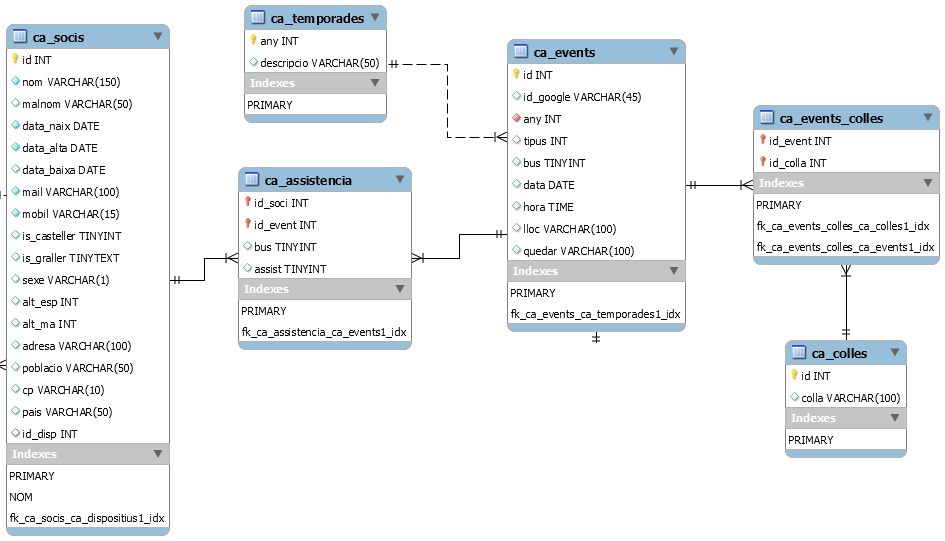 ca_socis
id INT
nom VARCHAR(150)
malnom VARCHAR(50)
data_naix DATE
data_alta DATE
data_baixa DATE
mail VARCHAR(100)
mobil VARCHAR(15)
is_casteller TINYINT
is_graller TINYTEXT
sexe VARCHAR(1)
alt_esp INT
alt_ma INT
adresa VARCHAR(100)
poblacio VARCHAR(50)
cp VARCHAR(10)
pais VARCHAR(50)
id_disp INT
Indexes
PRIMARY
NOM
fk_ca_socis_ca_dispositius1_idx
ca_temporades
any INT
descripcio VARCHAR(50)
Indexes
PRIMARY
ca_assistencia
id_soci INT
id_event INT
bus TINYINT
assist TINYINT
Indexes
PRIMARY
fk_ca_assistencia_ca_events1_idx
ca_events
id INT
id_google VARCHAR(45)
any INT
tipus INT
bus TINYINT
data DATE
hora TIME
lloc VARCHAR(100)
quedar VARCHAR(100)
Indexes
PRIMARY
fk_ca_events_ca_temporades1_idx
ca_events_colles
id_event INT
id_colla INT
Indexes
PRIMARY
fk_ca_events_colles_ca_colles1_idx
fk_ca_events_colles_ca_events1_idx
ca_colles
id INT
colla VARCHAR(100)
Indexes
PRIMARY